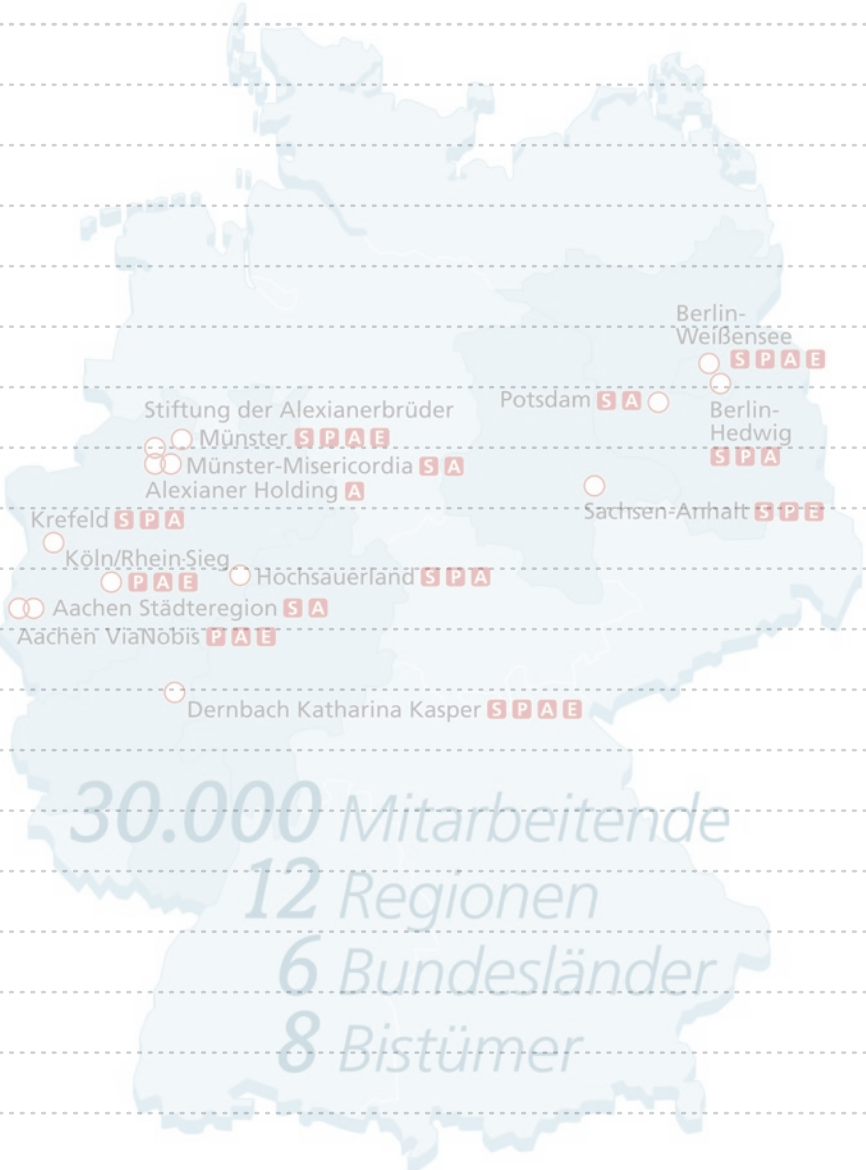 Berlin-
Weißensee
S P A E
Potsdam S A
Berlin-
Hedwig
S P A
Stiftung der Alexianerbrüder
Münster S P A E
Münster-Misericordia S A
Alexianer Holding A
Sachsen-Anhalt S P E
Krefeld S P A
Köln/Rhein-Sieg
P A E
Hochsauerland S P A
Aachen Städteregion S A
Aachen ViaNobis P A E
Dernbach Katharina Kasper S P A E
30.000 Mitarbeitende
12 Regionen
6 Bundesländer
8 Bistümer